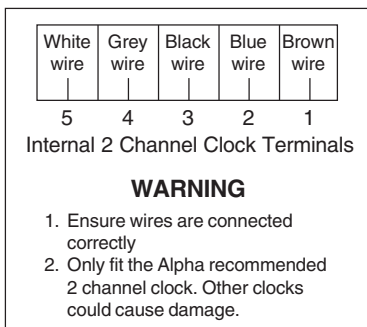 White Grey Black Blue Brown
wire wire wire wire wire
5 4 3 2 1
Internal 2 Channel Clock Terminals
WARNING
1. Ensure wires are connected
correctly
2. Only fit the Alpha recommended
2 channel clock. Other clocks
could cause damage.